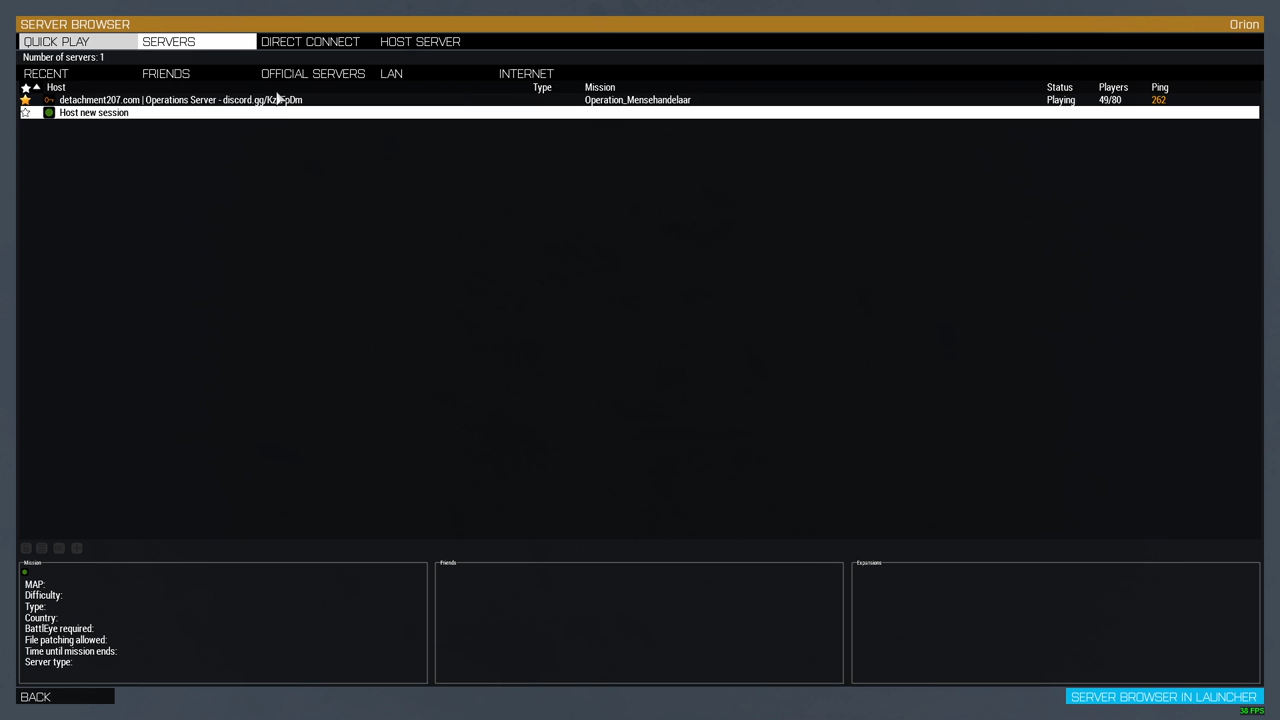 SERVER BROWSER Orion
QUICK PLAY SERVERS DIRECT CONNECT HOST SERVER
Number of servers: 1
RECENT FRIENDS OFFICIAL SERVERS LAN INTERNET
Host Type Mission Status Players Ping
detachment207.com | Operations Server - Operation_Mensehandelaar Playing 49/80 262
Host new session
Mission Friends Expansions
MAP:
Difficulty:
Type:
Country:
BattlEye required:
File patching allowed:
Time until mission ends:
Server type:
BACK SERVER BROWSER IN LAUNCHER
38 FPS